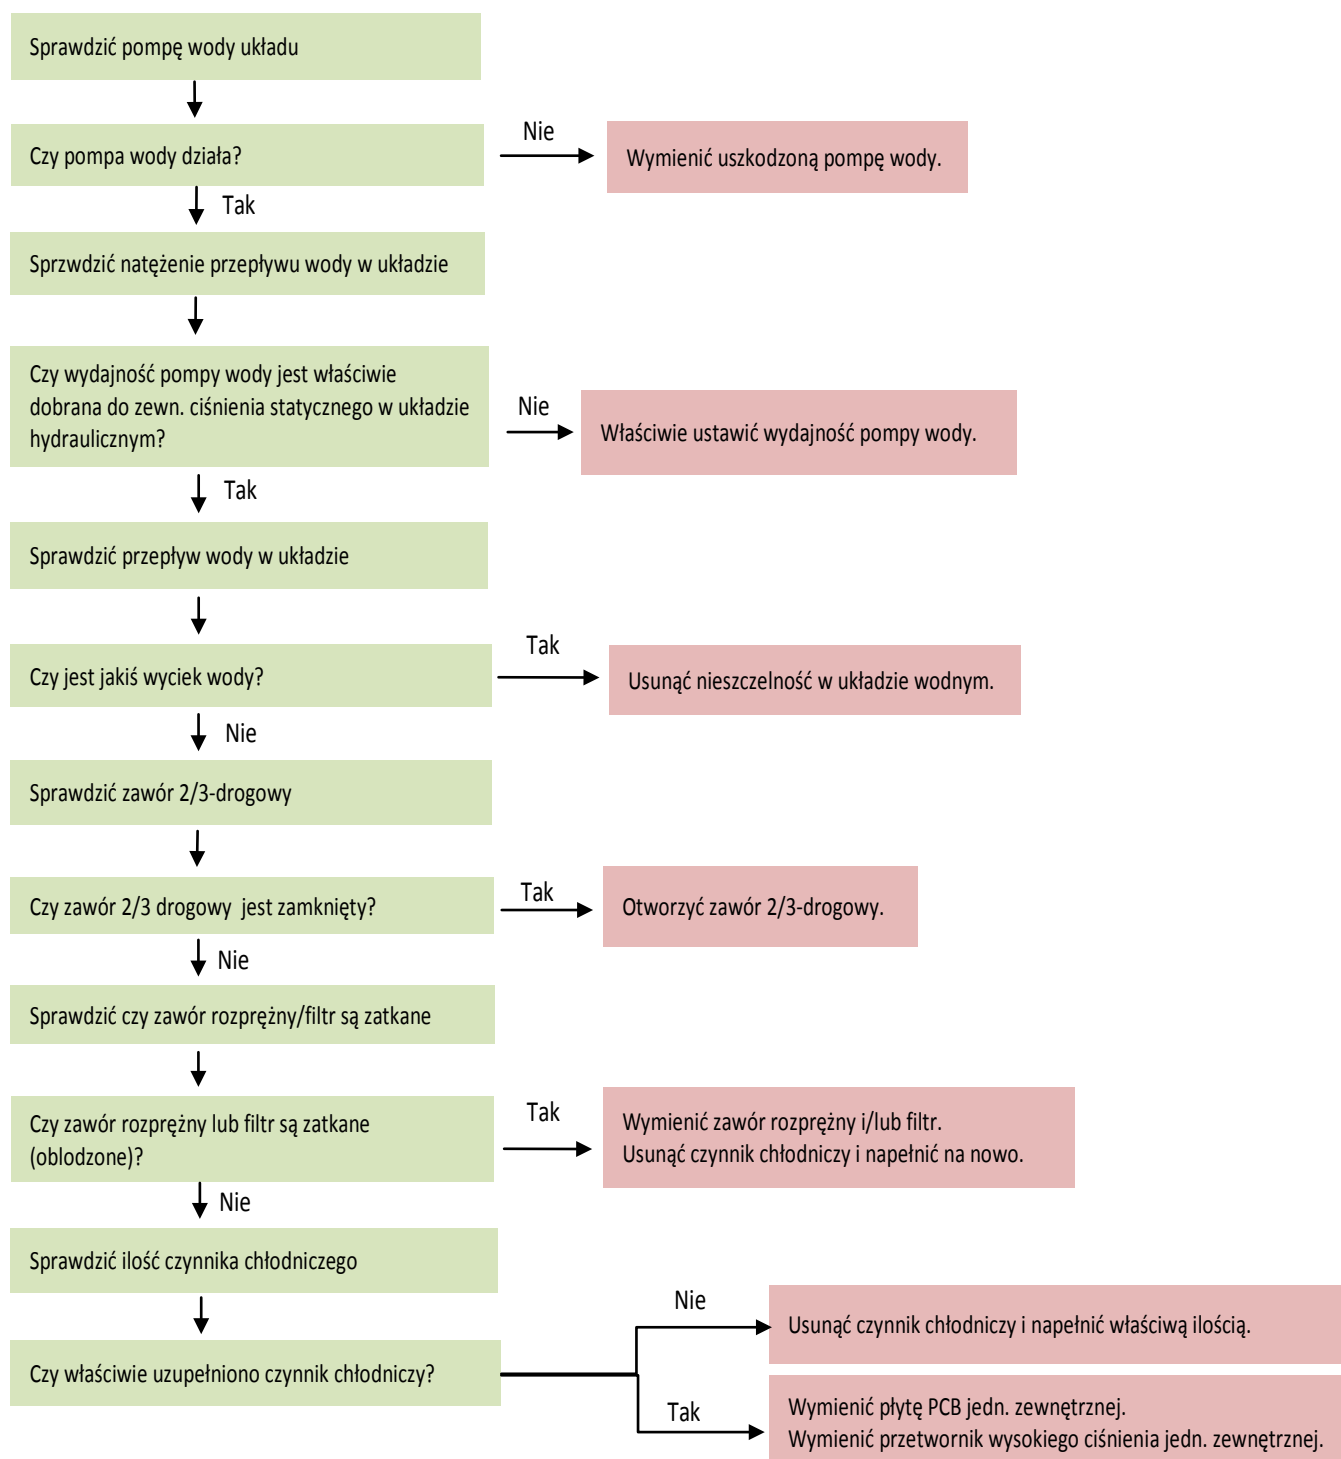 Sprawdzić pompę wody układu
Czy pompa wody działa?
Nie
Wymienić uszkodzoną pompę wody.
Tak
Sprzwdzić natężenie przepływu wody w układzie
Czy wydajność pompy wody jest właściwie
dobrana do zewn. ciśnienia statycznego w układzie
hydraulicznym?
Nie
Właściwie ustawić wydajność pompy wody.
Tak
Sprawdzić przepływ wody w układzie
Czy jest jakiś wyciek wody?
Tak
Usunąć nieszczelność w układzie wodnym.
Nie
Sprawdzić zawór 2/3-drogowy
Czy zawór 2/3 drogowy jest zamknięty?
Tak
Otworzyć zawór 2/3-drogowy.
Nie
Sprawdzić czy zawór rozprężny/filtr są zatkane
Czy zawór rozprężny lub filtr są zatkane
(oblodzone)?
Tak
Wymienić zawór rozprężny i/lub filtr.
Usunąć czynnik chłodniczy i napełnić na nowo.
Nie
Sprawdzić ilość czynnika chłodniczego
Czy właściwie uzupełniono czynnik chłodniczy?
Nie
Usunąć czynnik chłodniczy i napełnić właściwą ilością.
Tak
Wymienić płytę PCB jedn. zewnętrznej.
Wymienić przetwornik wysokiego ciśnienia jedn. zewnętrznej.